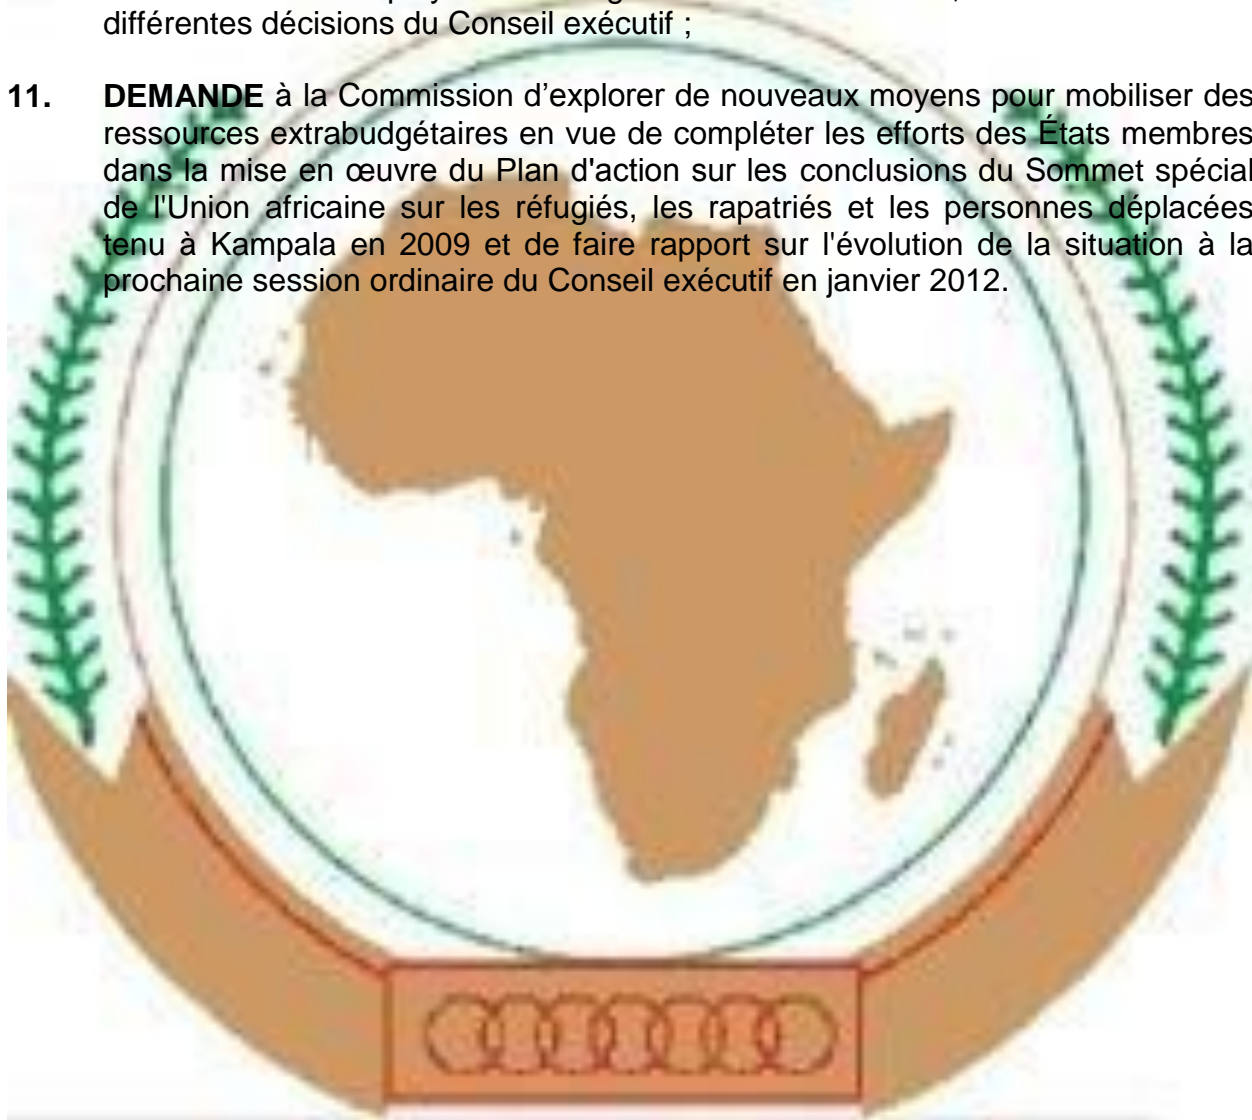 différentes décisions du Conseil exécutif ;
11. DEMANDE à la Commission d’explorer de nouveaux moyens pour mobiliser des
ressources extrabudgétaires en vue de compléter les efforts des États membres
dans la mise en œuvre du Plan d'action sur les conclusions du Sommet spécial
de l'Union africaine sur les réfugiés, les rapatriés et les personnes déplacées
tenu à Kampala en 2009 et de faire rapport sur l'évolution de la situation à la
prochaine session ordinaire du Conseil exécutif en janvier 2012.